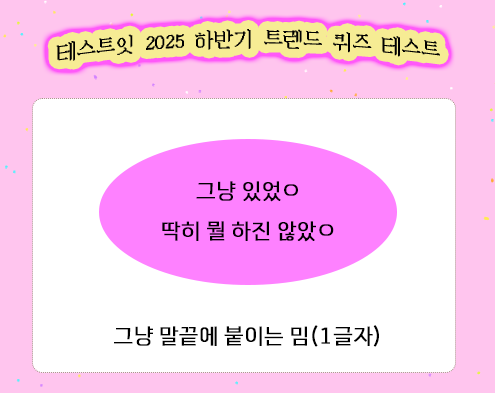 테스트잇 2025 하반기 트렌드 퀴즈 테스트
그냥 있었ㅇ
딱히 뭘 하진 않았ㅇ
그냥 말끝에 붙이는 밈(1글자)